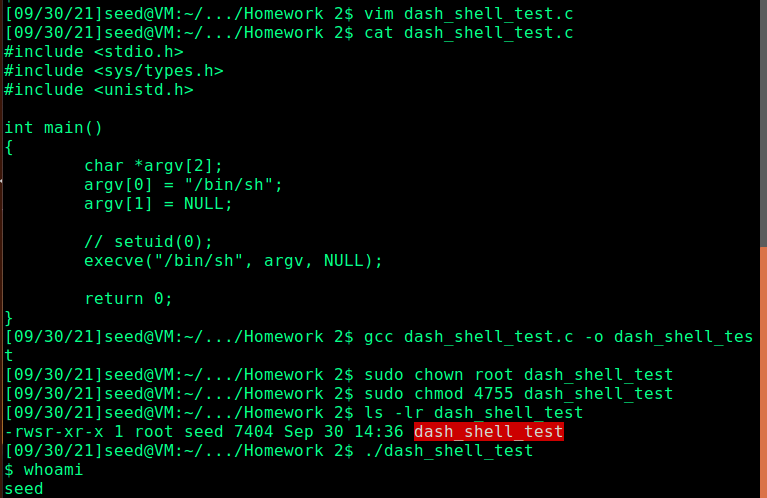 [09/30/21]seed@VM:~/.../Homework 2$ vim dash_shell_test.c
[09/30/21]seed@VM:~/.../Homework 2$ cat dash_shell_test.c
#include <stdio.h>
#include <sys/types.h>
#include <unistd.h>

int main()
{
        char *argv[2];
        argv[0] = "/bin/sh";
        argv[1] = NULL;

        // setuid(0);
        execve("/bin/sh", argv, NULL);

        return 0;
}
[09/30/21]seed@VM:~/.../Homework 2$ gcc dash_shell_test.c -o dash_shell_tes
t
[09/30/21]seed@VM:~/.../Homework 2$ sudo chown root dash_shell_test
[09/30/21]seed@VM:~/.../Homework 2$ sudo chmod 4755 dash_shell_test
[09/30/21]seed@VM:~/.../Homework 2$ ls -lr dash_shell_test
-rwsr-xr-x 1 root seed 7404 Sep 30 14:36 dash_shell_test
[09/30/21]seed@VM:~/.../Homework 2$ ./dash_shell_test
$ whoami
seed